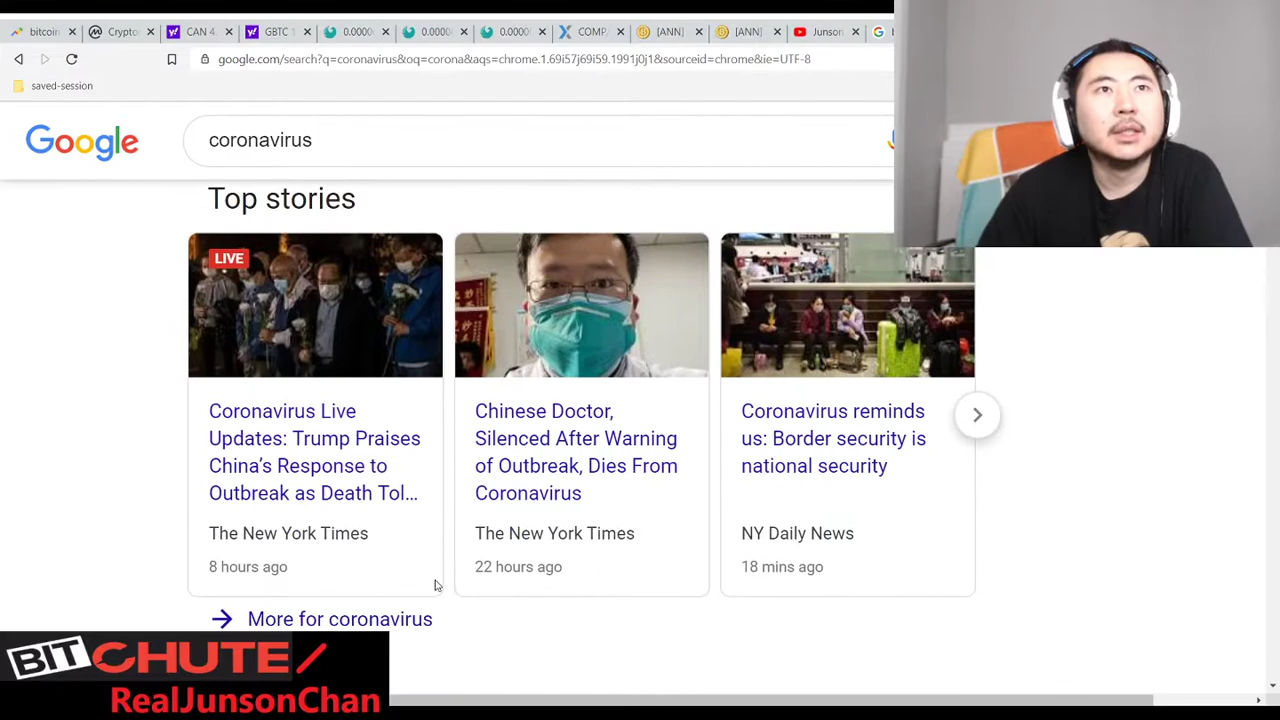 bitcoin
Crypto
CAN 4.
GBTC 1
0.0000
0.0000
0.0000
COMPA
[ANN]
[ANN]
Junson
google.com/search?q=coronavirus&oq=corona&aqs=chrome.1.69i57j69i59.1991j0j1&sourceid=chrome&ie=UTF-8
saved-session
Google
coronavirus
Top stories
LIVE
Coronavirus Live
Updates: Trump Praises
China’s Response to
Outbreak as Death Tol...
The New York Times
8 hours ago
Chinese Doctor,
Silenced After Warning
of Outbreak, Dies From
Coronavirus
The New York Times
22 hours ago
Coronavirus reminds
us: Border security is
national security
NY Daily News
18 mins ago
More for coronavirus
BITCHUTE/
RealJunsonChan